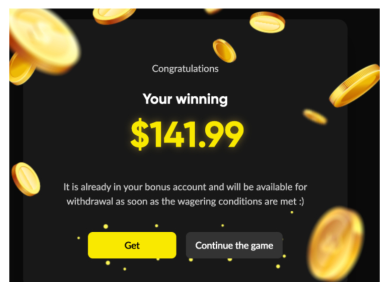 Congratulations
Your winning
$141.99
It is already in your bonus account and will be available for
withdrawal as soon as the wagering conditions are met :)
Get
Continue the game